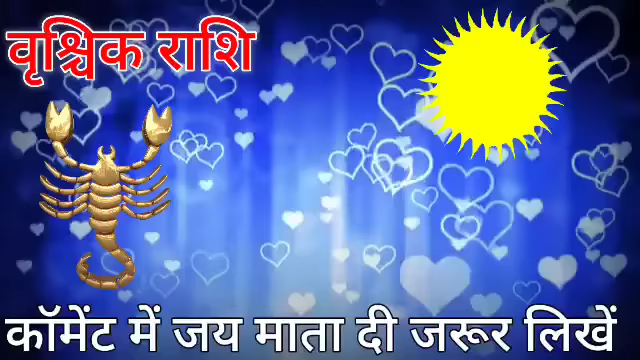 वृश्चिक राशि
कॉमेंट में जय माता दी जरूर लिखें